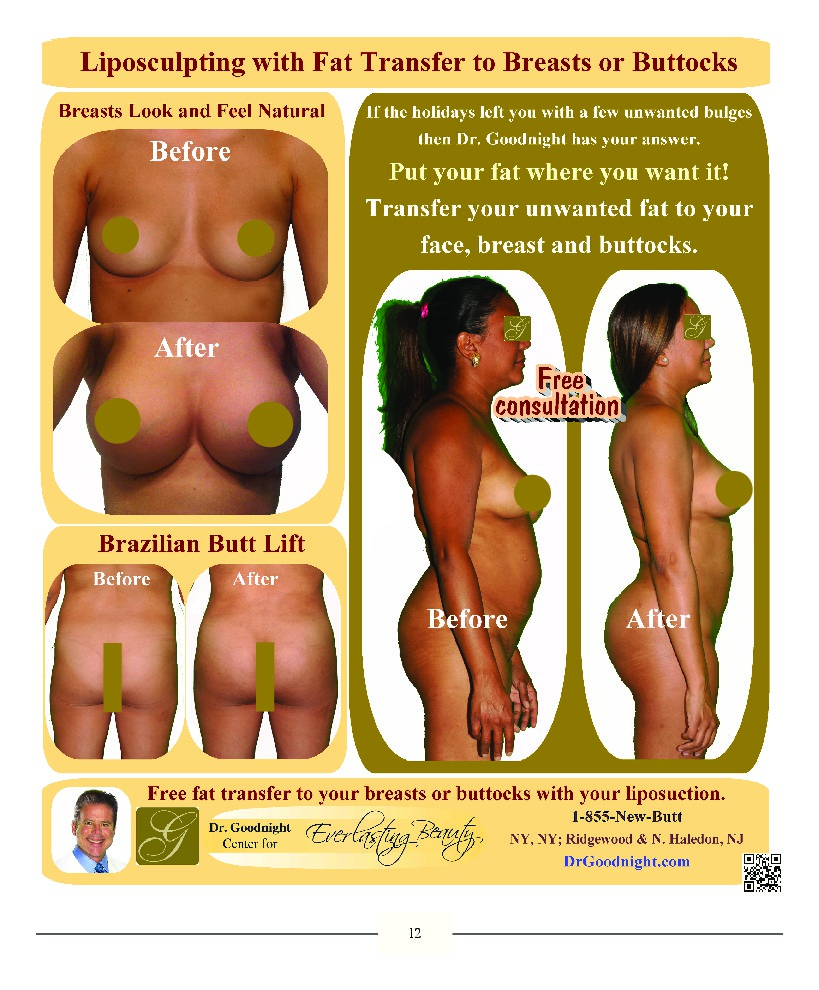 Liposculpting with Fat Transfer to Breasts or Buttocks
Breasts Look and Feel Natural
Before
After
Brazilian Butt Lift
Before
After
If the holidays left you with a few unwanted bulges
then Dr. Goodnight has your answer.
Put your fat where you want it!
Transfer your unwanted fat to your
face, breast and buttocks.
G
G
Free
consultation
Before
After
Free fat transfer to your breasts or buttocks with your liposuction.
G
Dr. Goodnight
Center for
Everlasting Beauty
1-855-New-Butt
NY, NY; Ridgewood & N. Haledon, NJ
DrGoodnight.com
12